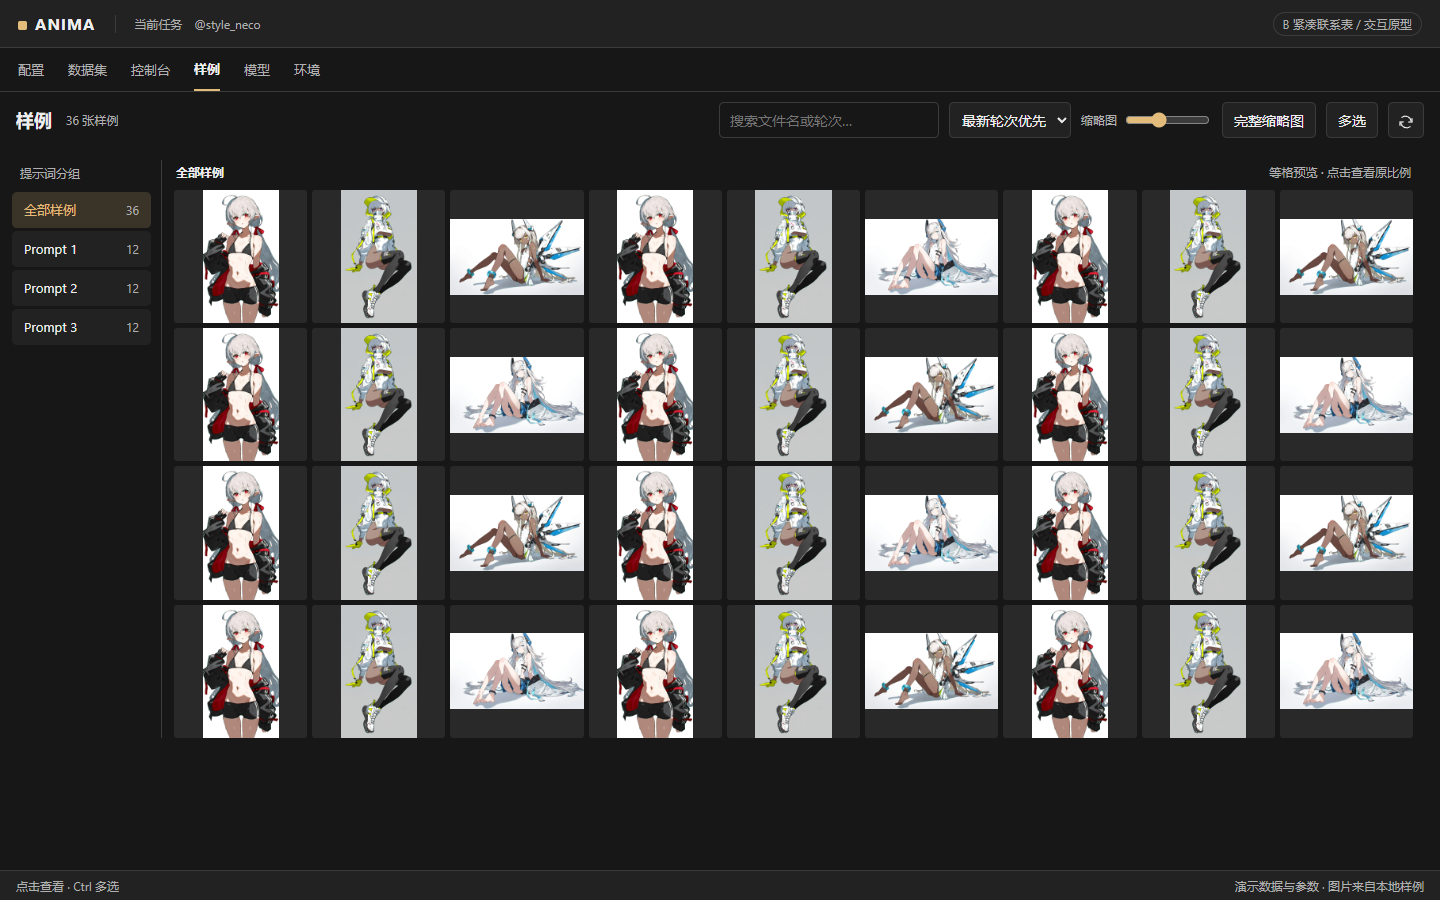 ANIMA 当前任务 @style_neco B 紧凑联系表 / 交互原型
配置 数据集 控制台 样例 模型 环境
样例 36 张样例 搜索文件名或轮次... 最新轮次优先 缩略图 完整缩略图 多选
提示词分组
全部样例 36
Prompt 1 12
Prompt 2 12
Prompt 3 12
全部样例 等格预览 · 点击查看原比例
点击查看 · Ctrl 多选 演示数据与参数 · 图片来自本地样例